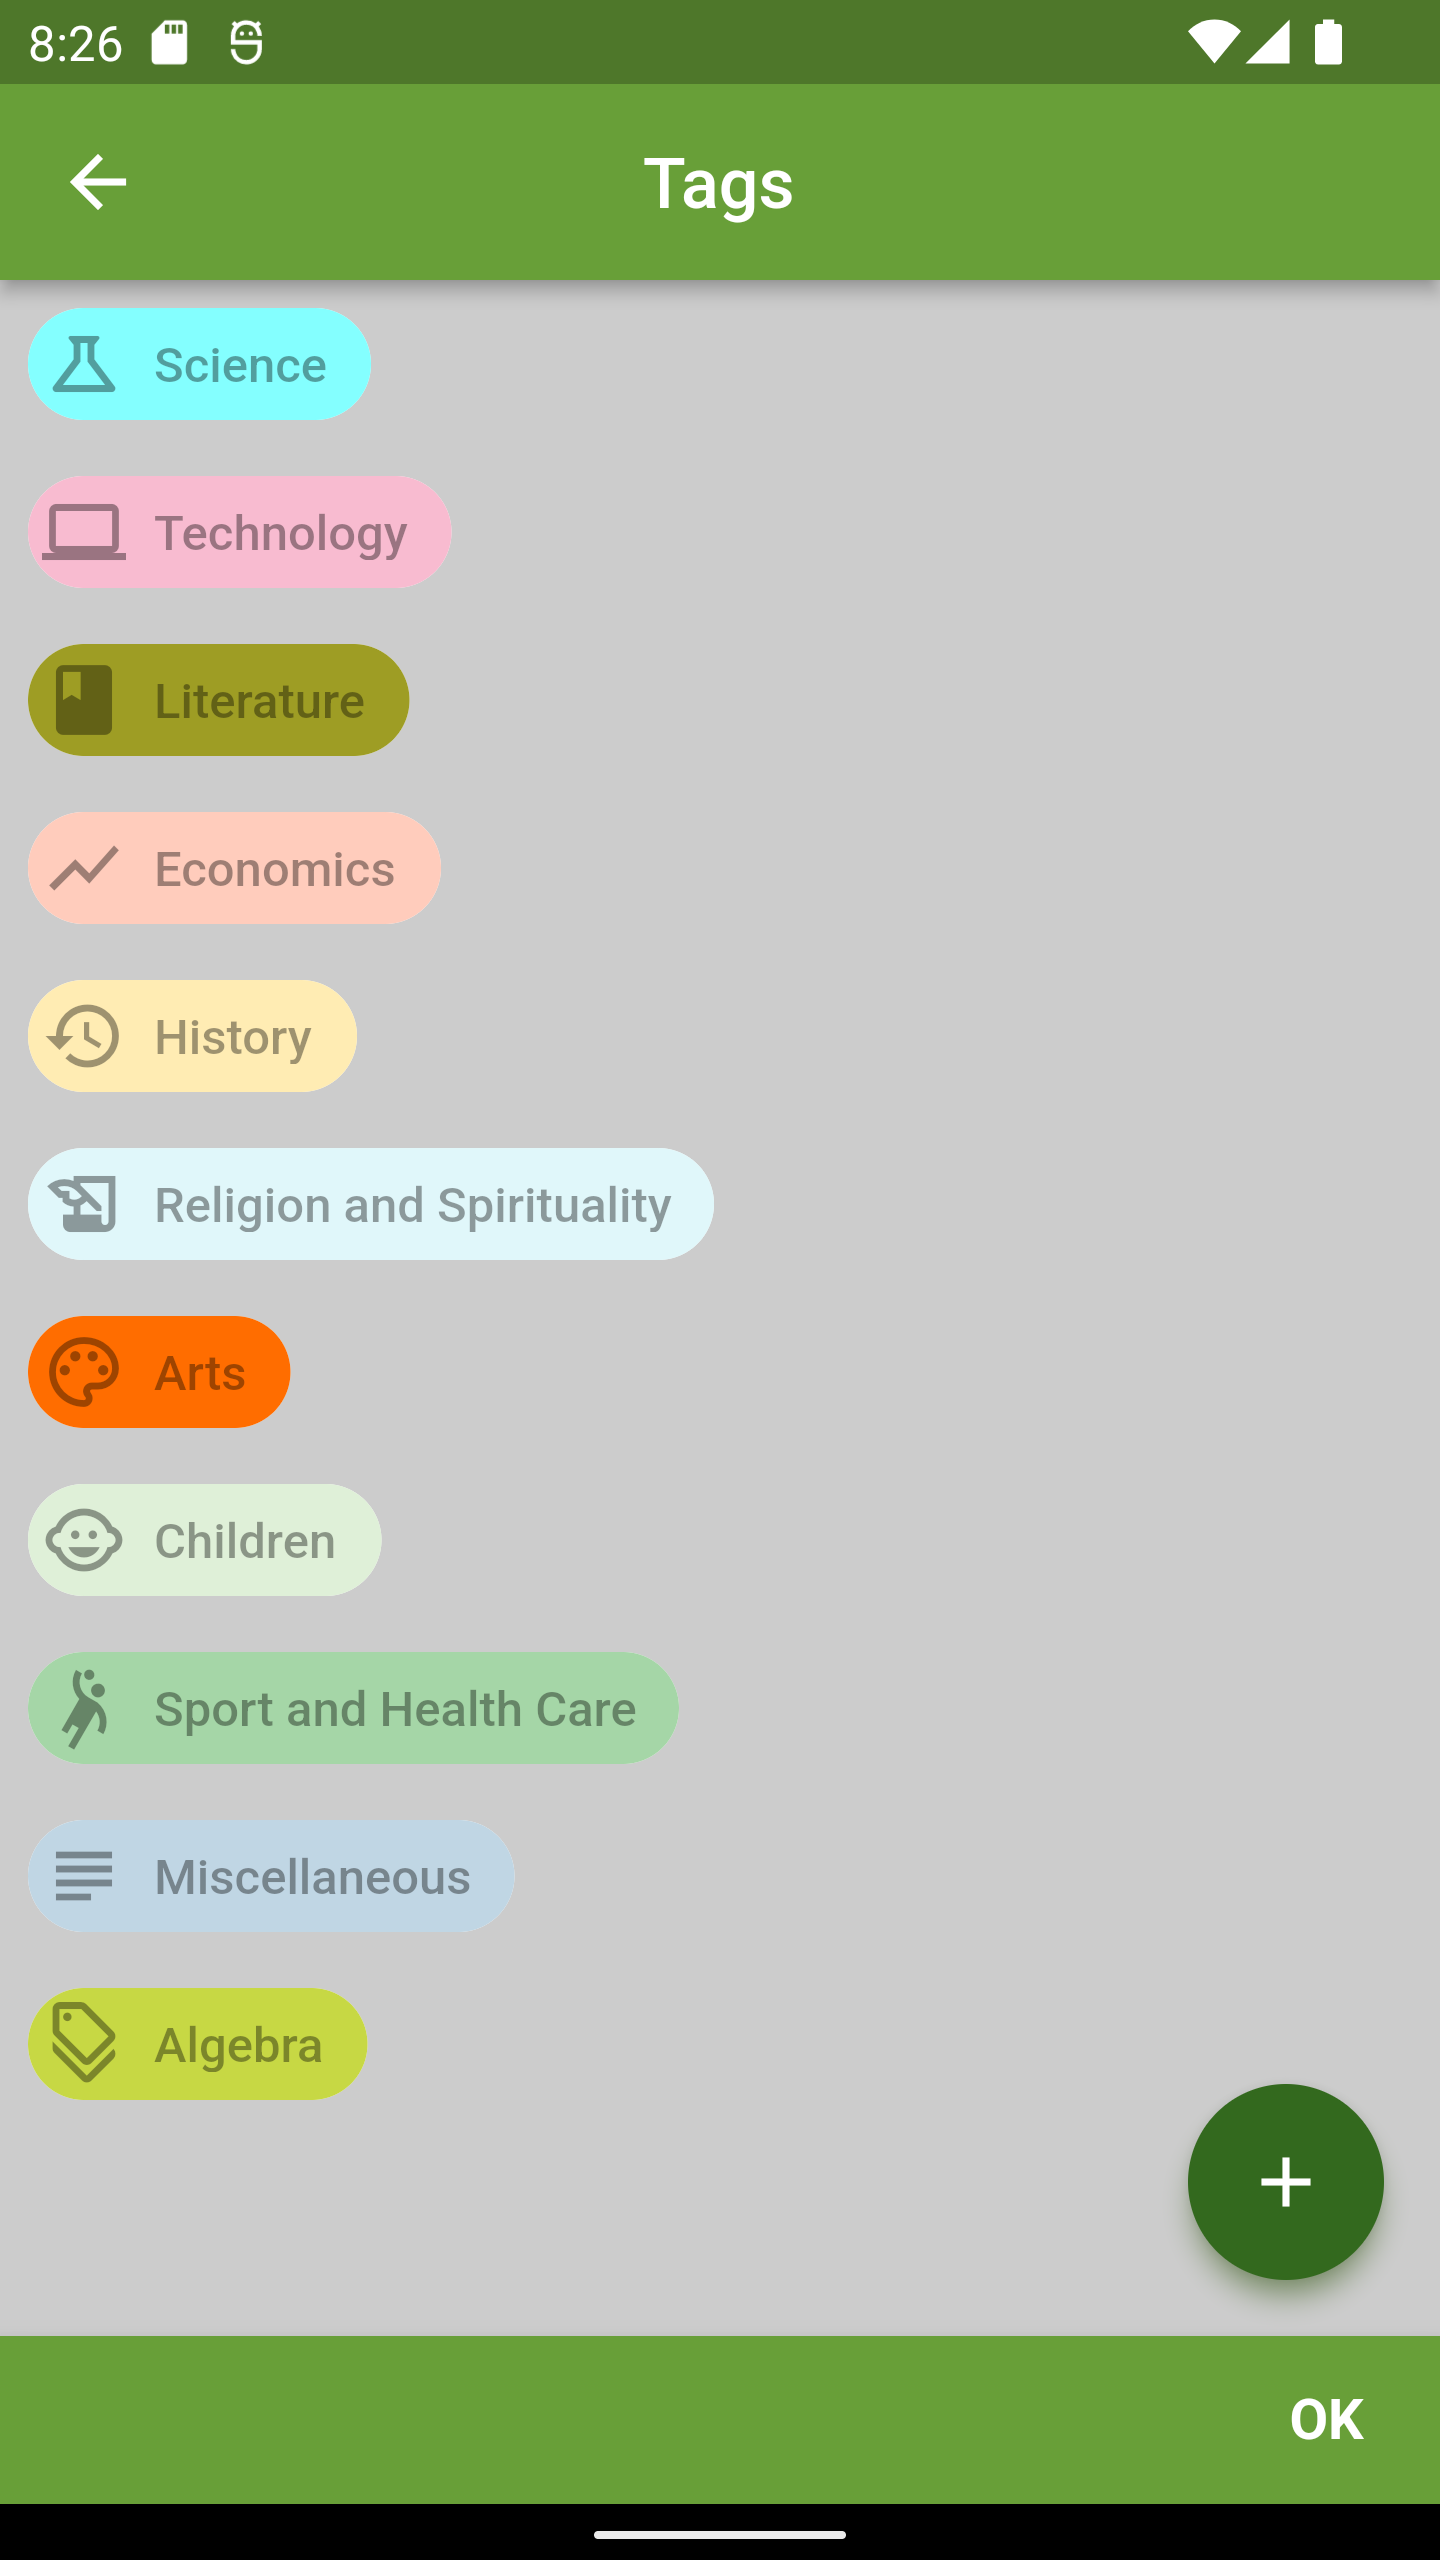 8:26
Tags
Science
Technology
Literature
Economics
History
Religion and Spirituality
Arts
Children
Sport and Health Care
Miscellaneous
Algebra
OK